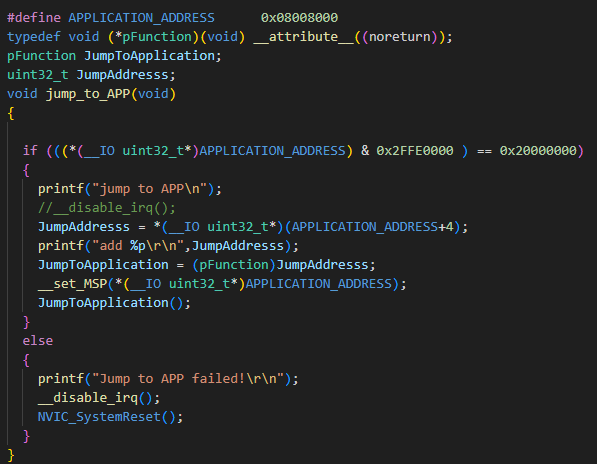 #define APPLICATION_ADDRESS      0x08008000
typedef void (*pFunction)(void) __attribute__((noreturn));
pFunction JumpToApplication;
uint32_t JumpAddresss;
void jump_to_APP(void)
{
  if (((*(__IO uint32_t*)APPLICATION_ADDRESS) & 0x2FFE0000 ) == 0x20000000)
  {
    printf("jump to APP\n");
    //__disable_irq();
    JumpAddresss = *(__IO uint32_t*)(APPLICATION_ADDRESS+4);
    printf("add %p\r\n",JumpAddresss);
    JumpToApplication = (pFunction)JumpAddresss;
    __set_MSP(*(__IO uint32_t*)APPLICATION_ADDRESS);
    JumpToApplication();
  }
  else
  {
    printf("Jump to APP failed!\r\n");
    __disable_irq();
    NVIC_SystemReset();
  }
}